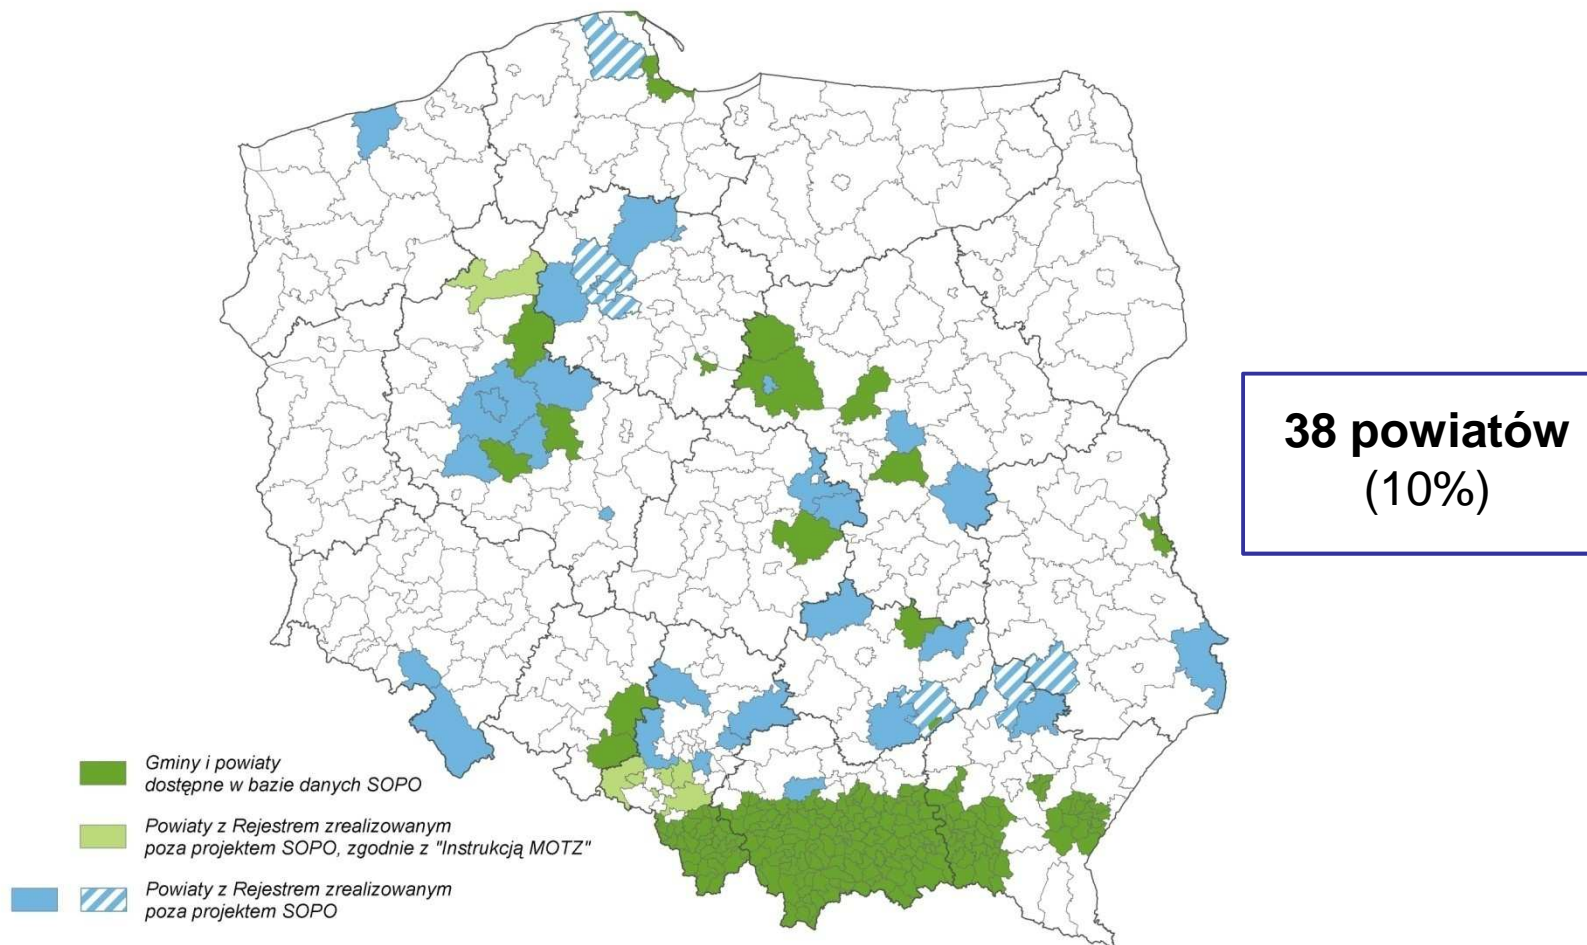 38 powiatów
(10%)
Gminy i powiaty
dostępne w bazie danych SOPO
Powiaty z Rejestrem zrealizowanym
poza projektem SOPO, zgodnie z "Instrukcją MOTZ"
Powiaty z Rejestrem zrealizowanym
poza projektem SOPO